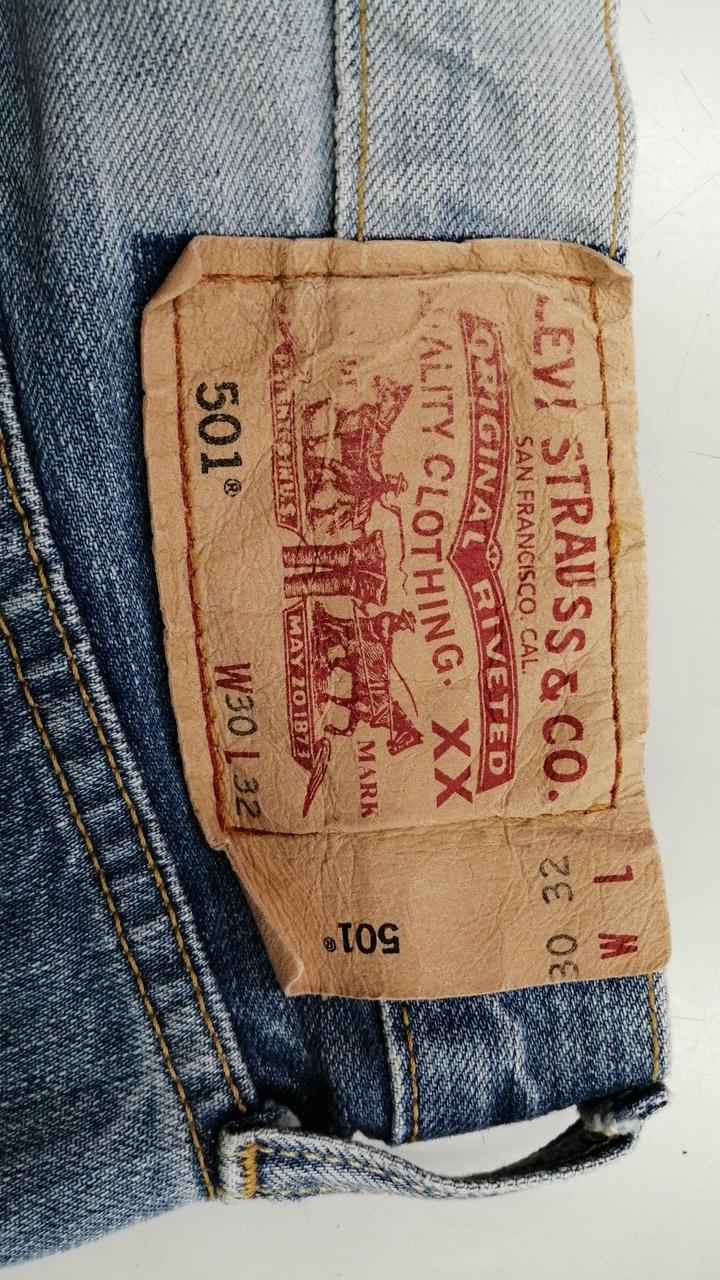 LEVI STRAUSS & CO.
SAN FRANCISCO. CAL.
ORIGINAL RIVETED
QUALITY CLOTHING.
XX
MARK
MAY 20 1873
501®
W30 L32
W L
30 32
501®